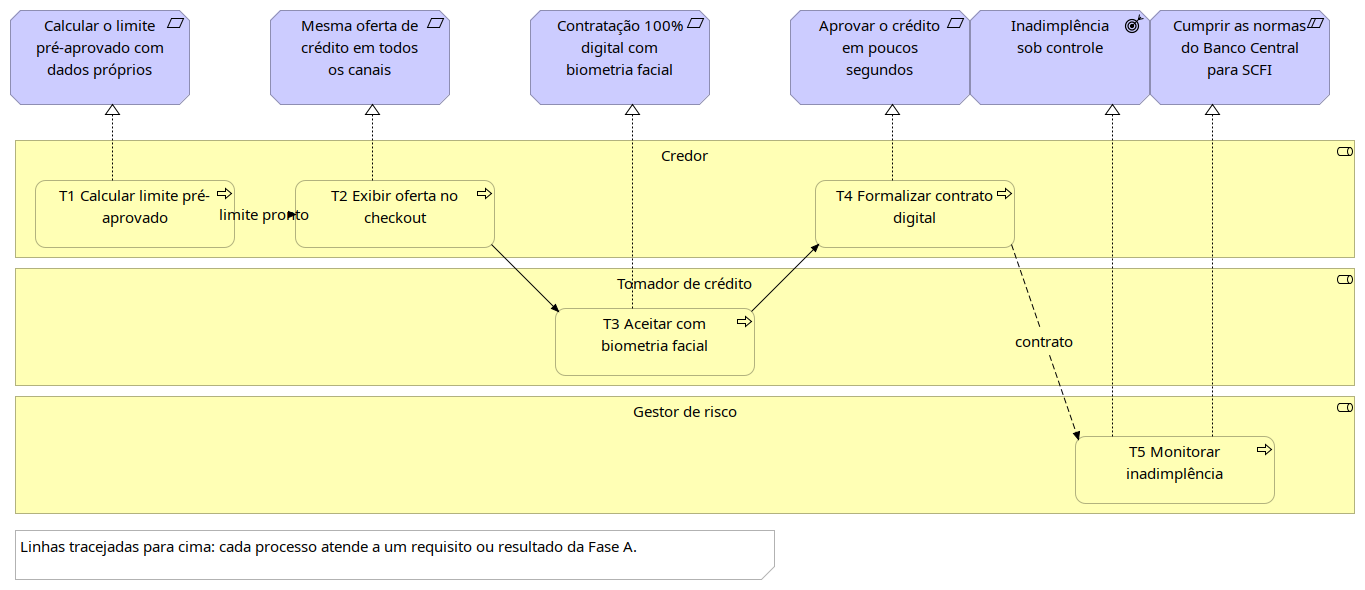 Calcular o limite
pré-aprovado com
dados próprios
Mesma oferta de
crédito em todos
os canais
Contratação 100%
digital com
biometria facial
Aprovar o crédito
em poucos
segundos
Inadimplência
sob controle
Cumprir as normas
do Banco Central
para SCFI
Credor
T1 Calcular limite pré-
aprovado
limite pronto
T2 Exibir oferta no
checkout
T4 Formalizar contrato
digital
Tomador de crédito
T3 Aceitar com
biometria facial
contrato
Gestor de risco
T5 Monitorar
inadimplência
Linhas tracejadas para cima: cada processo atende a um requisito ou resultado da Fase A.